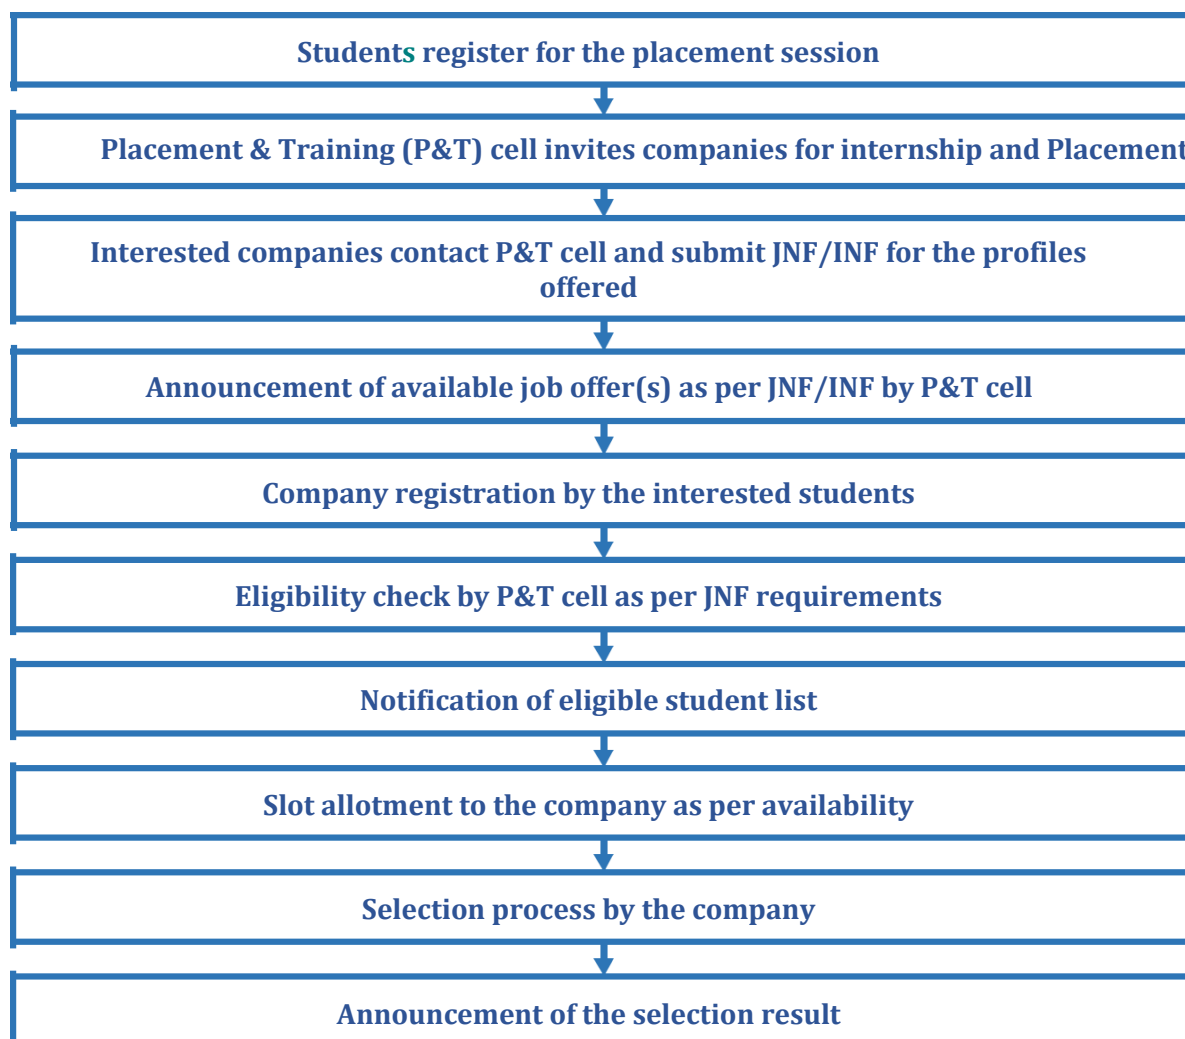 Students register for the placement session
Placement & Training (P&T) cell invites companies for internship and Placement
Interested companies contact P&T cell and submit JNF/INF for the profiles
offered
Announcement of available job offer(s) as per JNF/INF by P&T cell
Company registration by the interested students
Eligibility check by P&T cell as per JNF requirements
Notification of eligible student list
Slot allotment to the company as per availability
Selection process by the company
Announcement of the selection result